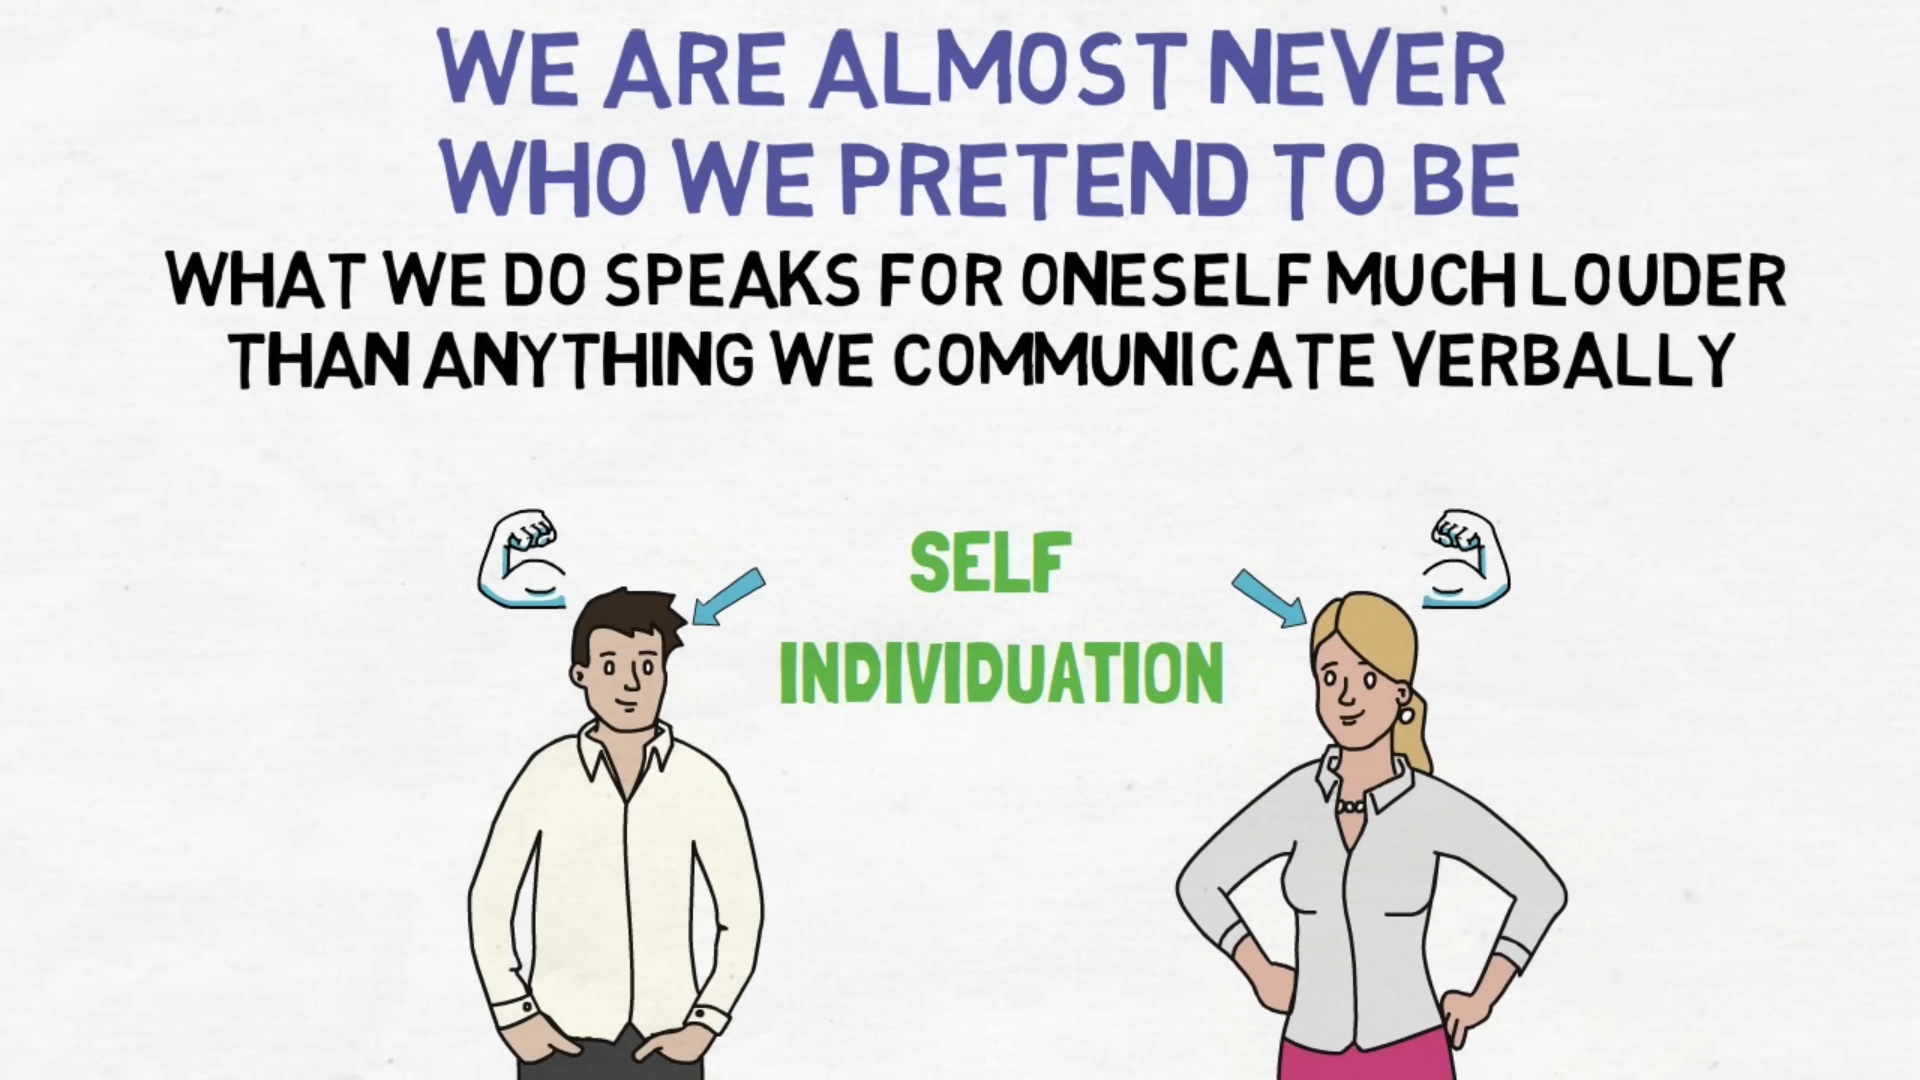 WE ARE ALMOST NEVER
WHO WE PRETEND TO BE
WHAT WE DO SPEAKS FOR ONESELF MUCH LOUDER
THAN ANYTHING WE COMMUNICATE VERBALLY
SELF
INDIVIDUATION